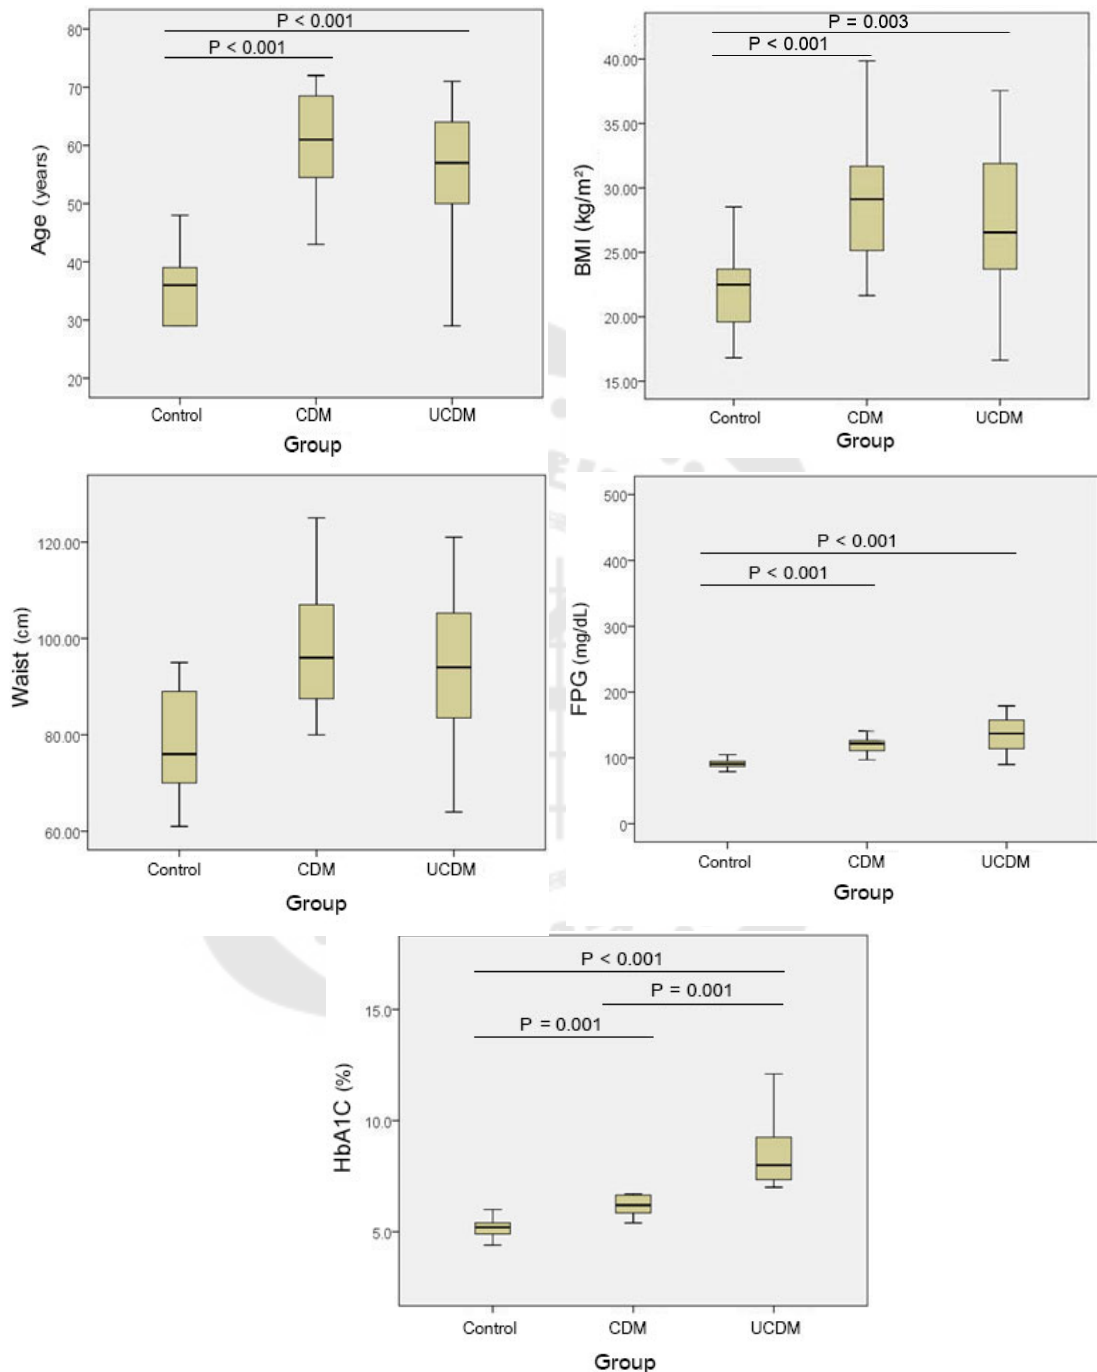 P < 0.001
P < 0.001
80
70
60
50
40
30
20
Age (years)
Control CDM UCDM
Group
P = 0.003
P < 0.001
40.00
35.00
30.00
25.00
20.00
15.00
BMI (kg/m²)
Control CDM UCDM
Group
120.00
100.00
80.00
60.00
Waist (cm)
Control CDM UCDM
Group
500
400
300
200
100
0
P < 0.001
P < 0.001
FPG (mg/dL)
Control CDM UCDM
Group
P < 0.001
P = 0.001
P = 0.001
15.0
10.0
5.0
HbA1C (%)
Control CDM UCDM
Group